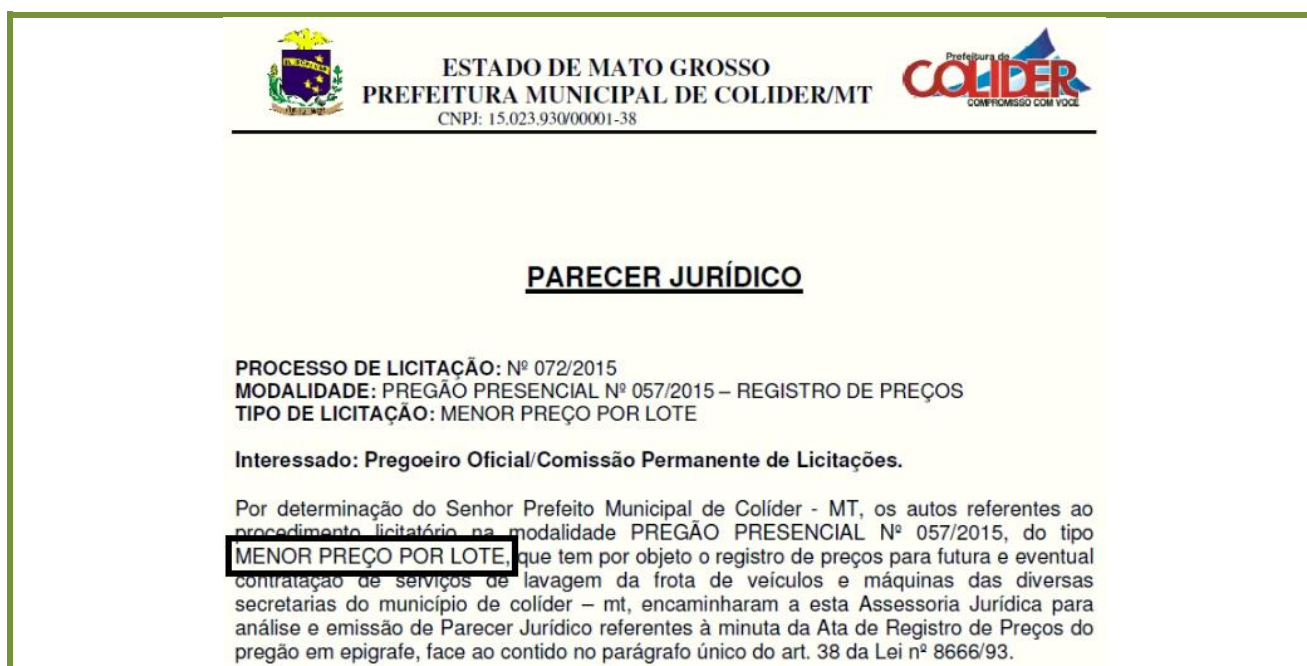 ESTADO DE MATO GROSSO
PREFEITURA MUNICIPAL DE COLIDER/MT
CNPJ: 15.023.930/00001-38
Prefeitura de
COLIDER
COMPROMISSO COM VOCÊ
PARECER JURÍDICO
PROCESSO DE LICITAÇÃO: Nº 072/2015
MODALIDADE: PREGÃO PRESENCIAL Nº 057/2015 – REGISTRO DE PREÇOS
TIPO DE LICITAÇÃO: MENOR PREÇO POR LOTE
Interessado: Pregoeiro Oficial/Comissão Permanente de Licitações.
Por determinação do Senhor Prefeito Municipal de Colíder - MT, os autos referentes ao
procedimento licitatório na modalidade PREGÃO PRESENCIAL Nº 057/2015, do tipo
MENOR PREÇO POR LOTE, que tem por objeto o registro de preços para futura e eventual
contratação de serviços de lavagem da frota de veículos e máquinas das diversas
secretarias do município de colíder – mt, encaminharam a esta Assessoria Jurídica para
análise e emissão de Parecer Jurídico referentes à minuta da Ata de Registro de Preços do
pregão em epigrafe, face ao contido no parágrafo único do art. 38 da Lei nº 8666/93.